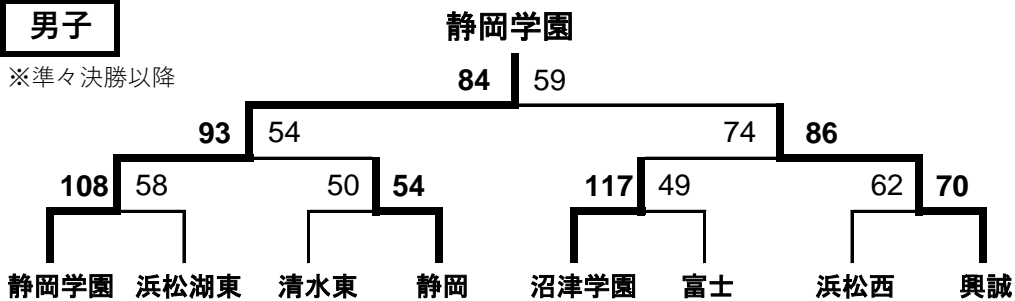 男子
静岡学園
※準々決勝以降
84 59
93 54 74 86
108 58 50 54 117 49 62 70
静岡学園 浜松湖東 清水東 静岡 沼津学園 富士 浜松西 興誠